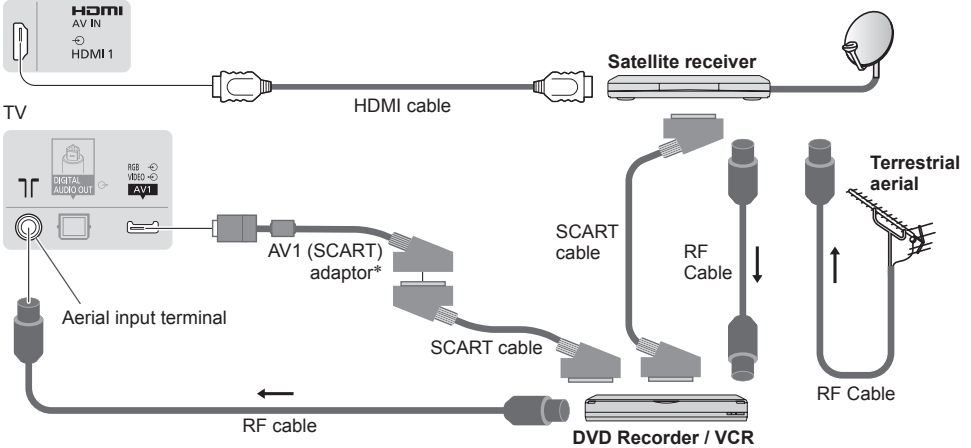 HDMI
AV IN
HDMI 1
Satellite receiver
HDMI cable
TV
DIGITAL
AUDIO OUT
RGB
VIDEO
AV1
Terrestrial
aerial
SCART
cable
RF
Cable
AV1 (SCART)
adaptor*
Aerial input terminal
SCART cable
RF Cable
RF cable
DVD Recorder / VCR